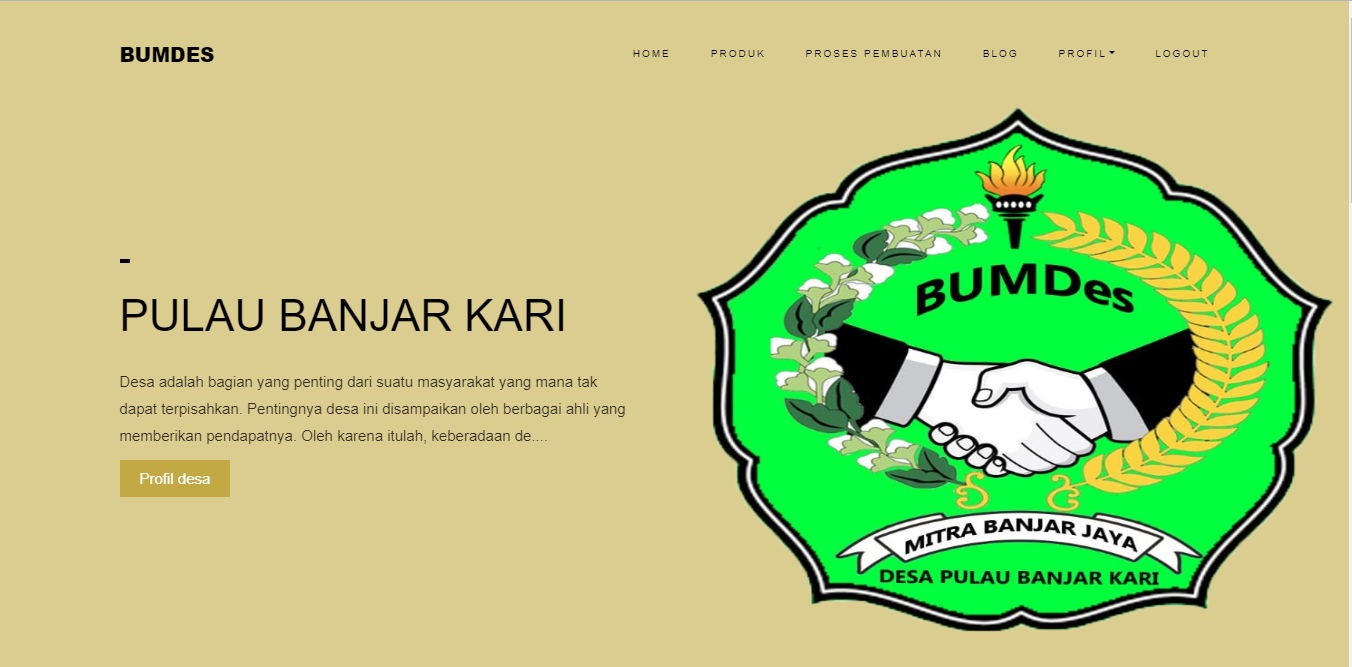 BUMDES
HOME PRODUK PROSES PEMBUATAN BLOG PROFIL LOGOUT
PULAU BANJAR KARI
Desa adalah bagian yang penting dari suatu masyarakat yang mana tak
dapat terpisahkan. Pentingnya desa ini disampaikan oleh berbagai ahli yang
memberikan pendapatnya. Oleh karena itulah, keberadaan de....
Profil desa
BUMDes
MITRA BANJAR JAYA
DESA PULAU BANJAR KARI